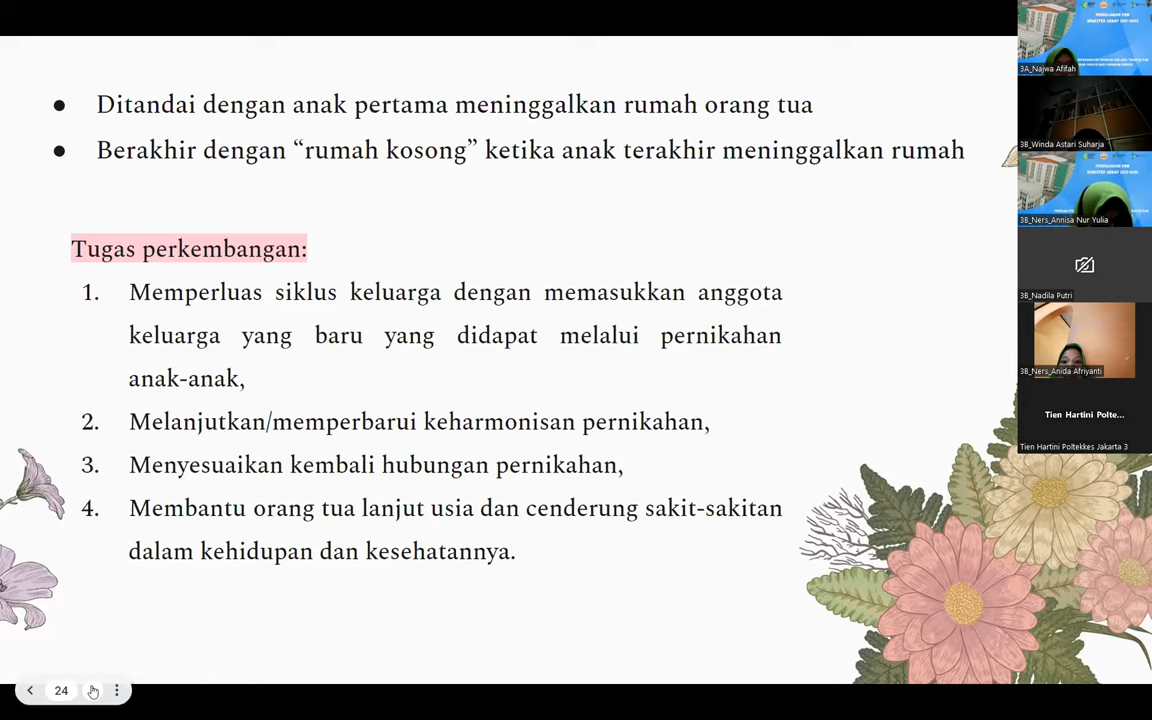 ● Ditandai dengan anak pertama meninggalkan rumah orang tua
● Berakhir dengan “rumah kosong” ketika anak terakhir meninggalkan rumah
Tugas perkembangan:
1. Memperluas siklus keluarga dengan memasukkan anggota
keluarga yang baru yang didapat melalui pernikahan
anak-anak,
2. Melanjutkan/memperbarui keharmonisan pernikahan,
3. Menyesuaikan kembali hubungan pernikahan,
4. Membantu orang tua lanjut usia dan cenderung sakit-sakitan
dalam kehidupan dan kesehatannya.
24
3A_Najwa Afifah
3B_Winda Astari Suharja
3B_Ners_Annisa Nur Yulia
3B_Nadila Putri
3B_Ners_Anida Afriyanti
Tien Hartini Polte...
Tien Hartini Poltekkes Jakarta 3